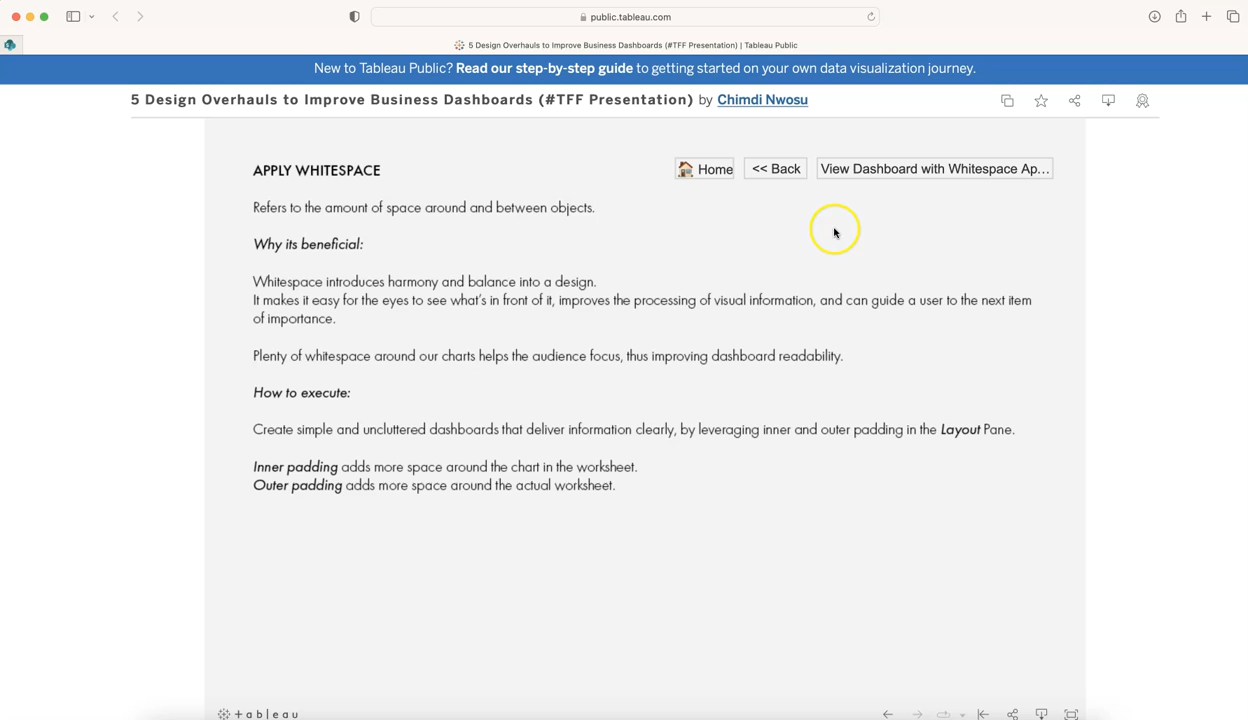 public.tableau.com
5 Design Overhauls to Improve Business Dashboards (#TFF Presentation) | Tableau Public
New to Tableau Public? Read our step-by-step guide to getting started on your own data visualization journey.
5 Design Overhauls to Improve Business Dashboards (#TFF Presentation) by Chimdi Nwosu
APPLY WHITESPACE
Home
<< Back
View Dashboard with Whitespace Ap...
Refers to the amount of space around and between objects.
Why its beneficial:
Whitespace introduces harmony and balance into a design.
It makes it easy for the eyes to see what's in front of it, improves the processing of visual information, and can guide a user to the next item
of importance.
Plenty of whitespace around our charts helps the audience focus, thus improving dashboard readability.
How to execute:
Create simple and uncluttered dashboards that deliver information clearly, by leveraging inner and outer padding in the Layout Pane.
Inner padding adds more space around the chart in the worksheet.
Outer padding adds more space around the actual worksheet.
+ableau